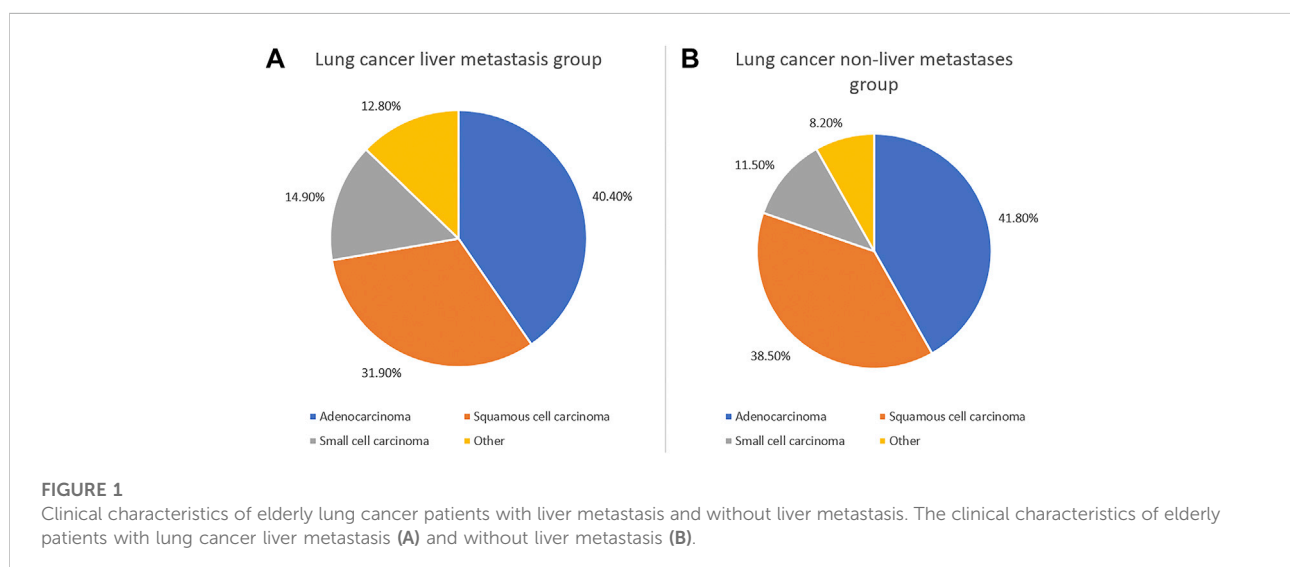 A Lung cancer liver metastasis group
12.80%
14.90%
40.40%
31.90%
Adenocarcinoma Squamous cell carcinoma
Small cell carcinoma Other
B Lung cancer non-liver metastases
group
8.20%
11.50%
41.80%
38.50%
Adenocarcinoma Squamous cell carcinoma
Small cell carcinoma Other
FIGURE 1
Clinical characteristics of elderly lung cancer patients with liver metastasis and without liver metastasis. The clinical characteristics of elderly
patients with lung cancer liver metastasis (A) and without liver metastasis (B).